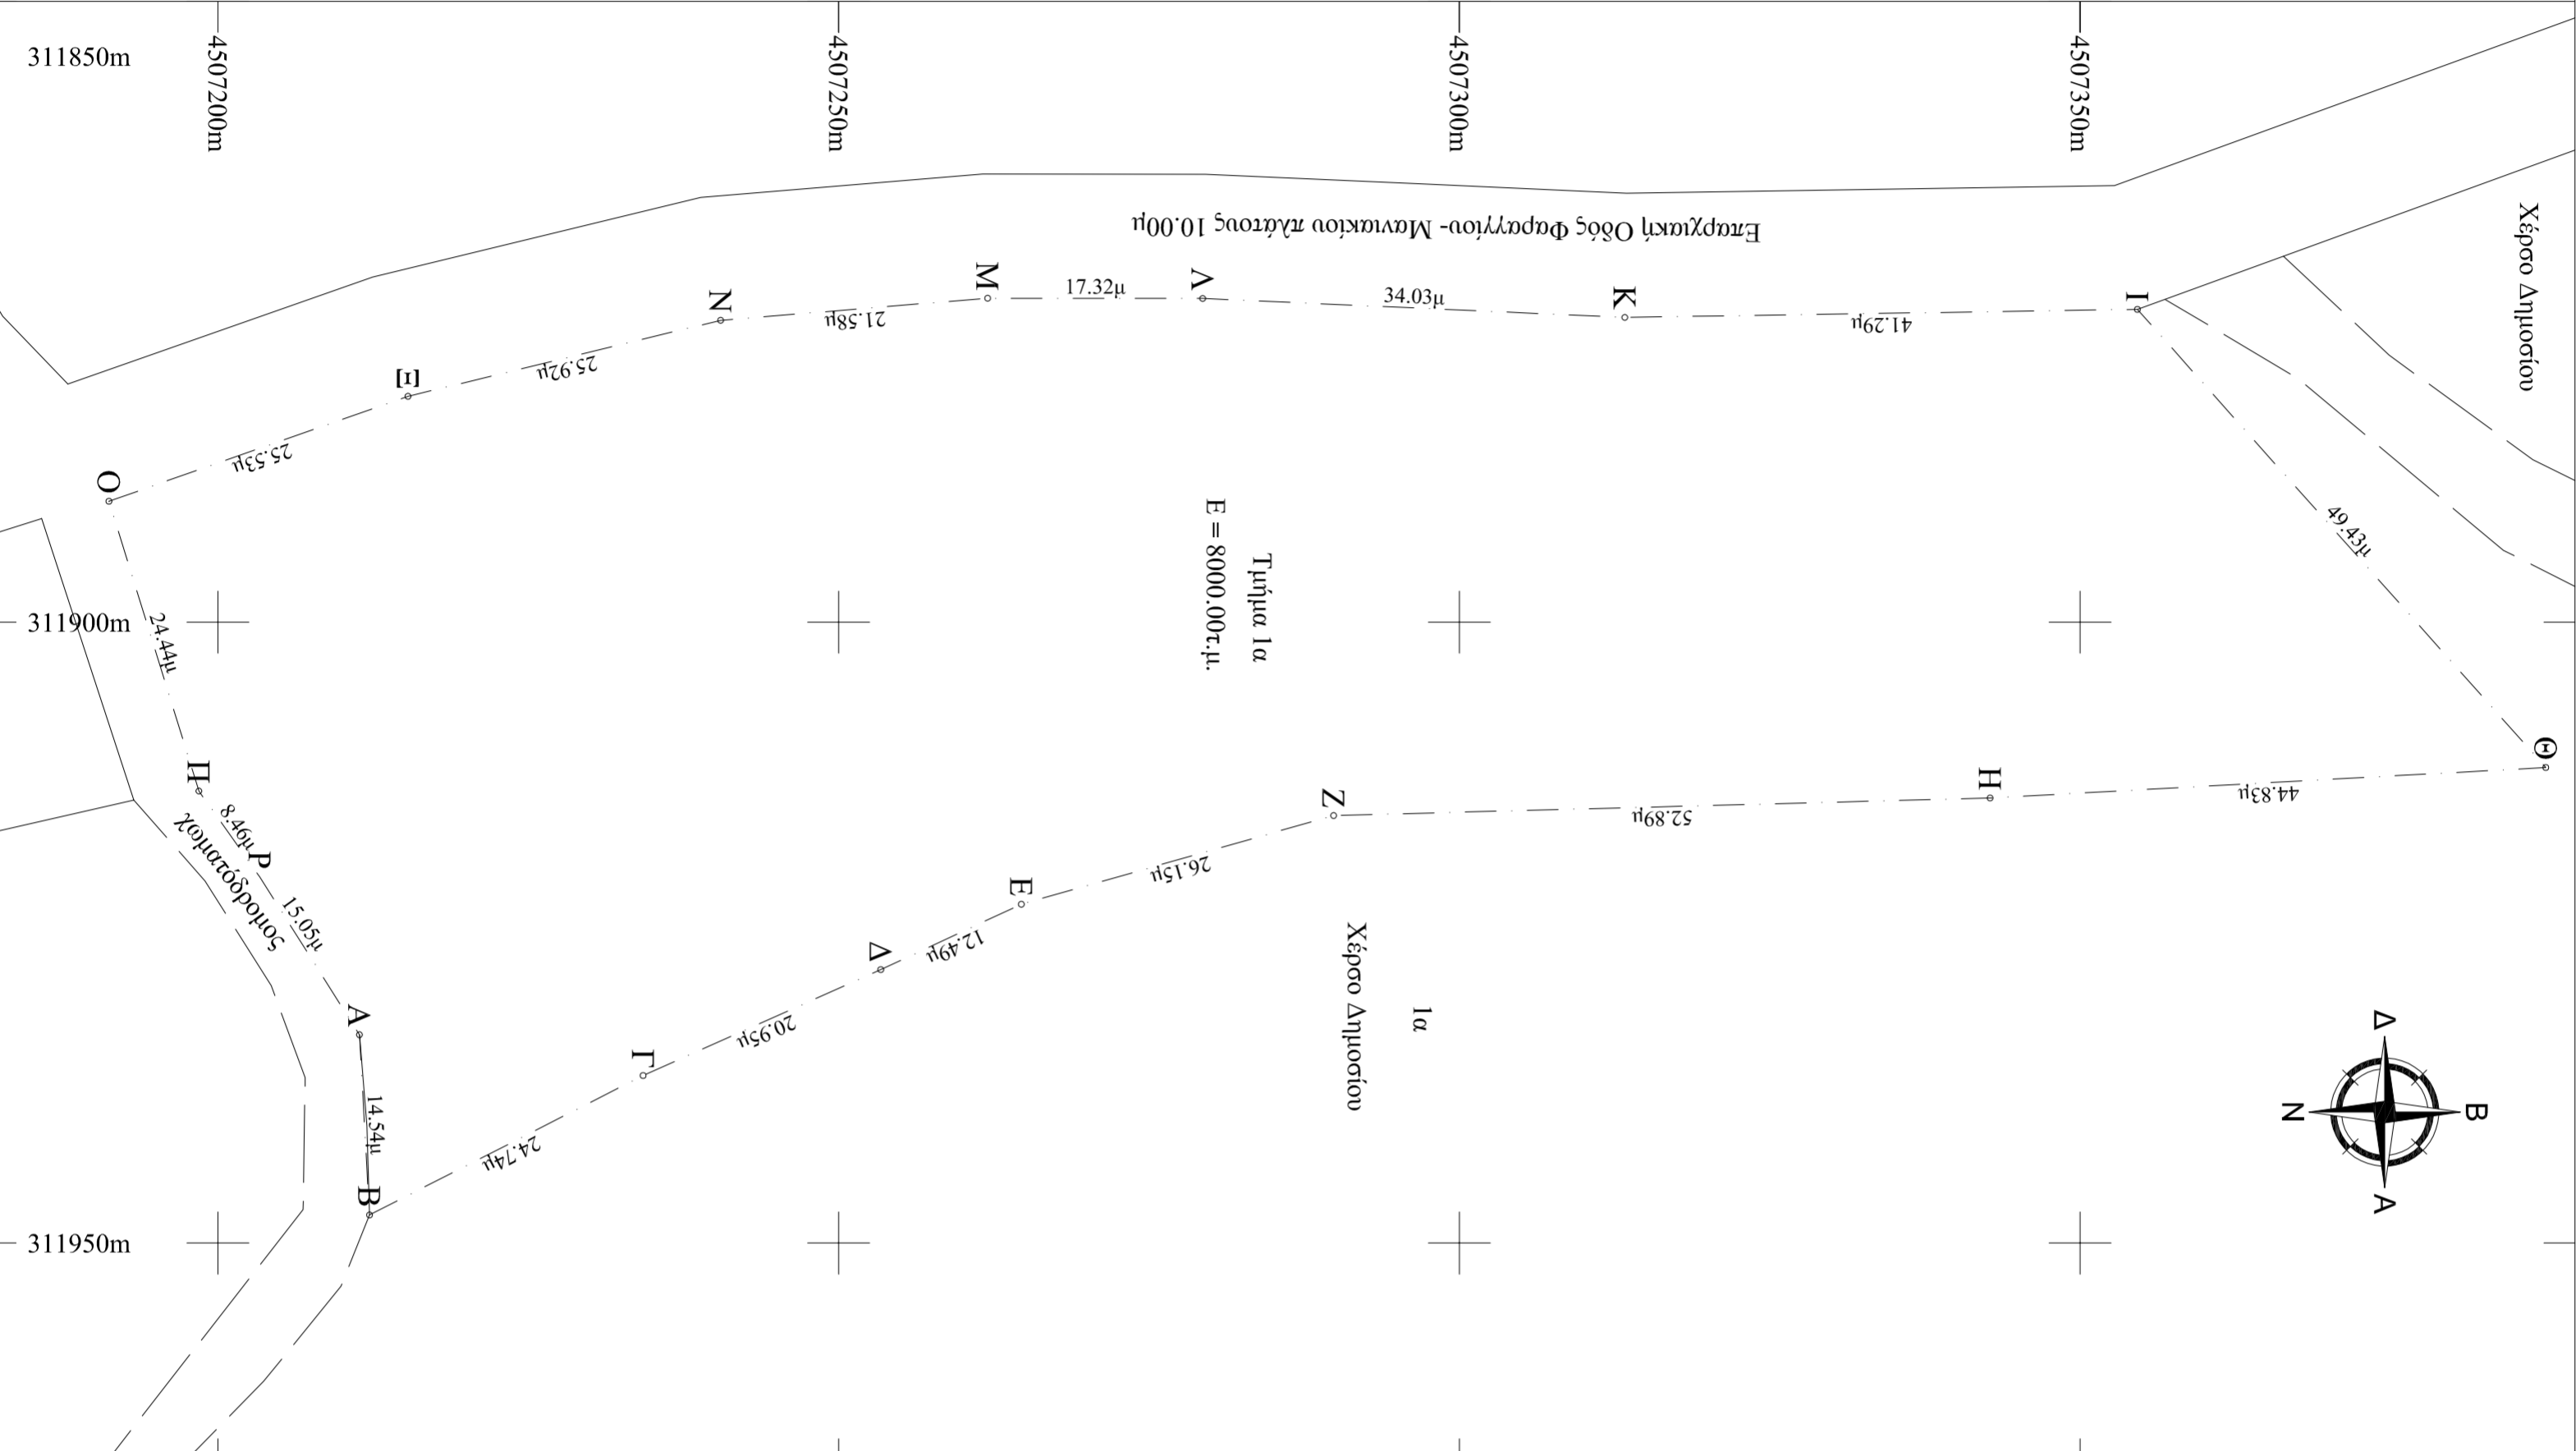 4507200m
4507250m
4507300m
4507350m
311850m
311900m
311950m
Επαρχιακή Οδός Φαραγγίου- Μανιακίου πλάτους 10.00μ
Χέρσο Δημοσίου
Ι
Κ
Λ
Μ
Ν
Ξ
Ο
Π
Ρ
Α
Β
Γ
Δ
Ε
Ζ
Η
Θ
41.29μ
34.03μ
17.32μ
21.58μ
25.92μ
25.53μ
24.44μ
8.46μ
15.05μ
14.54μ
24.74μ
20.95μ
12.49μ
26.15μ
52.89μ
44.83μ
49.43μ
Τμήμα 1α
Ε = 8000.00τ.μ.
χωματόδρομος
1α
Χέρσο Δημοσίου
Δ
Β
Ν
Α